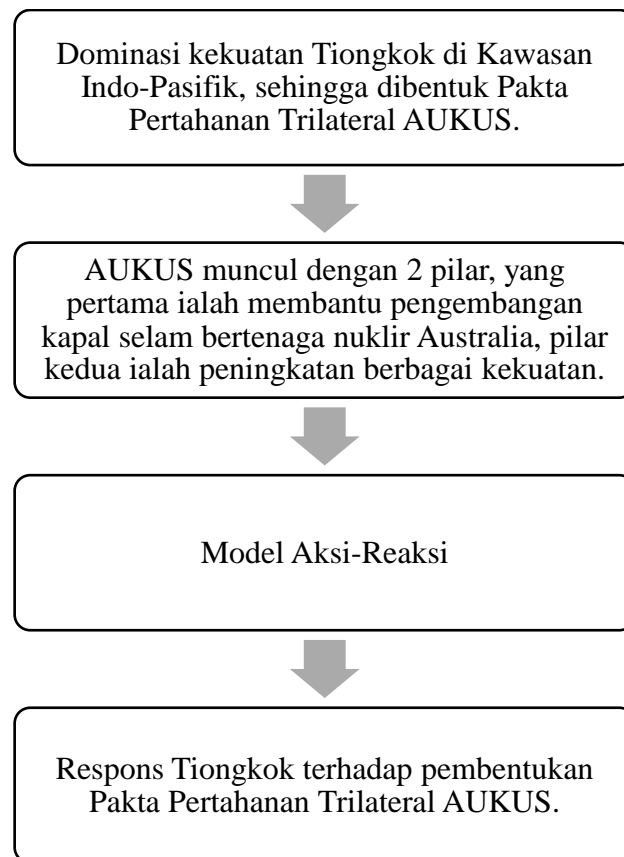 Dominasi kekuatan Tiongkok di Kawasan
Indo-Pasifik, sehingga dibentuk Pakta
Pertahanan Trilateral AUKUS.
AUKUS muncul dengan 2 pilar, yang
pertama ialah membantu pengembangan
kapal selam bertenaga nuklir Australia, pilar
kedua ialah peningkatan berbagai kekuatan.
Model Aksi-Reaksi
Respons Tiongkok terhadap pembentukan
Pakta Pertahanan Trilateral AUKUS.